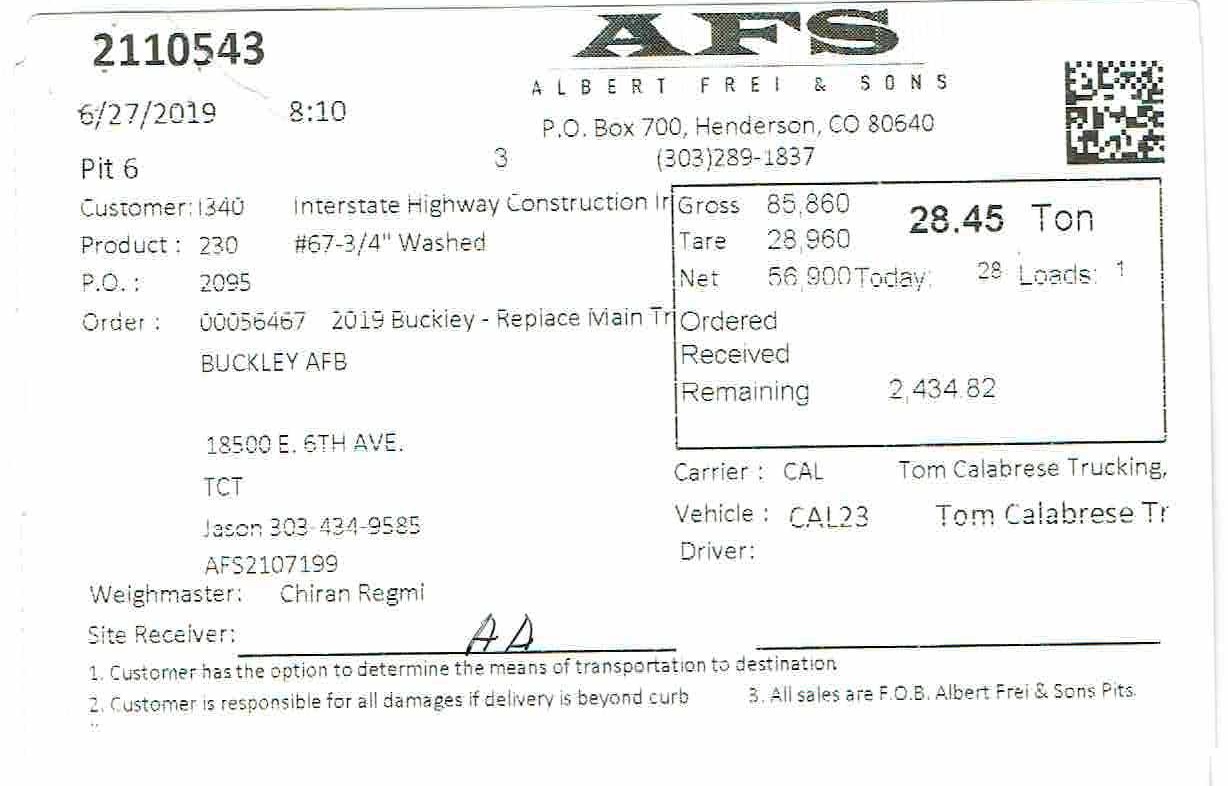 2110543
AFS
ALBERT FREI & SONS
6/27/2019 8:10
P.O. Box 700, Henderson, CO 80640
Pit 6 3 (303)289-1837
Customer: I340 Interstate Highway Construction Ir
Gross 85,860 28.45 Ton
Product : 230 #67-3/4" Washed
Tare 28,960
P.O. : 2095
Net 56,900 Today: 28 Loads: 1
Order : 00056467 2019 Buckley - Replace Main Tr
Ordered
BUCKLEY AFB
Received
Remaining 2,434.82
18500 E. 6TH AVE.
Carrier : CAL Tom Calabrese Trucking,
TCT
Vehicle : CAL23 Tom Calabrese Tr
Jason 303-434-9585
Driver:
AFS2107199
Weighmaster: Chiran Regmi
Site Receiver: AA
1. Customer has the option to determine the means of transportation to destination
2. Customer is responsible for all damages if delivery is beyond curb 3. All sales are F.O.B. Albert Frei & Sons Pits.